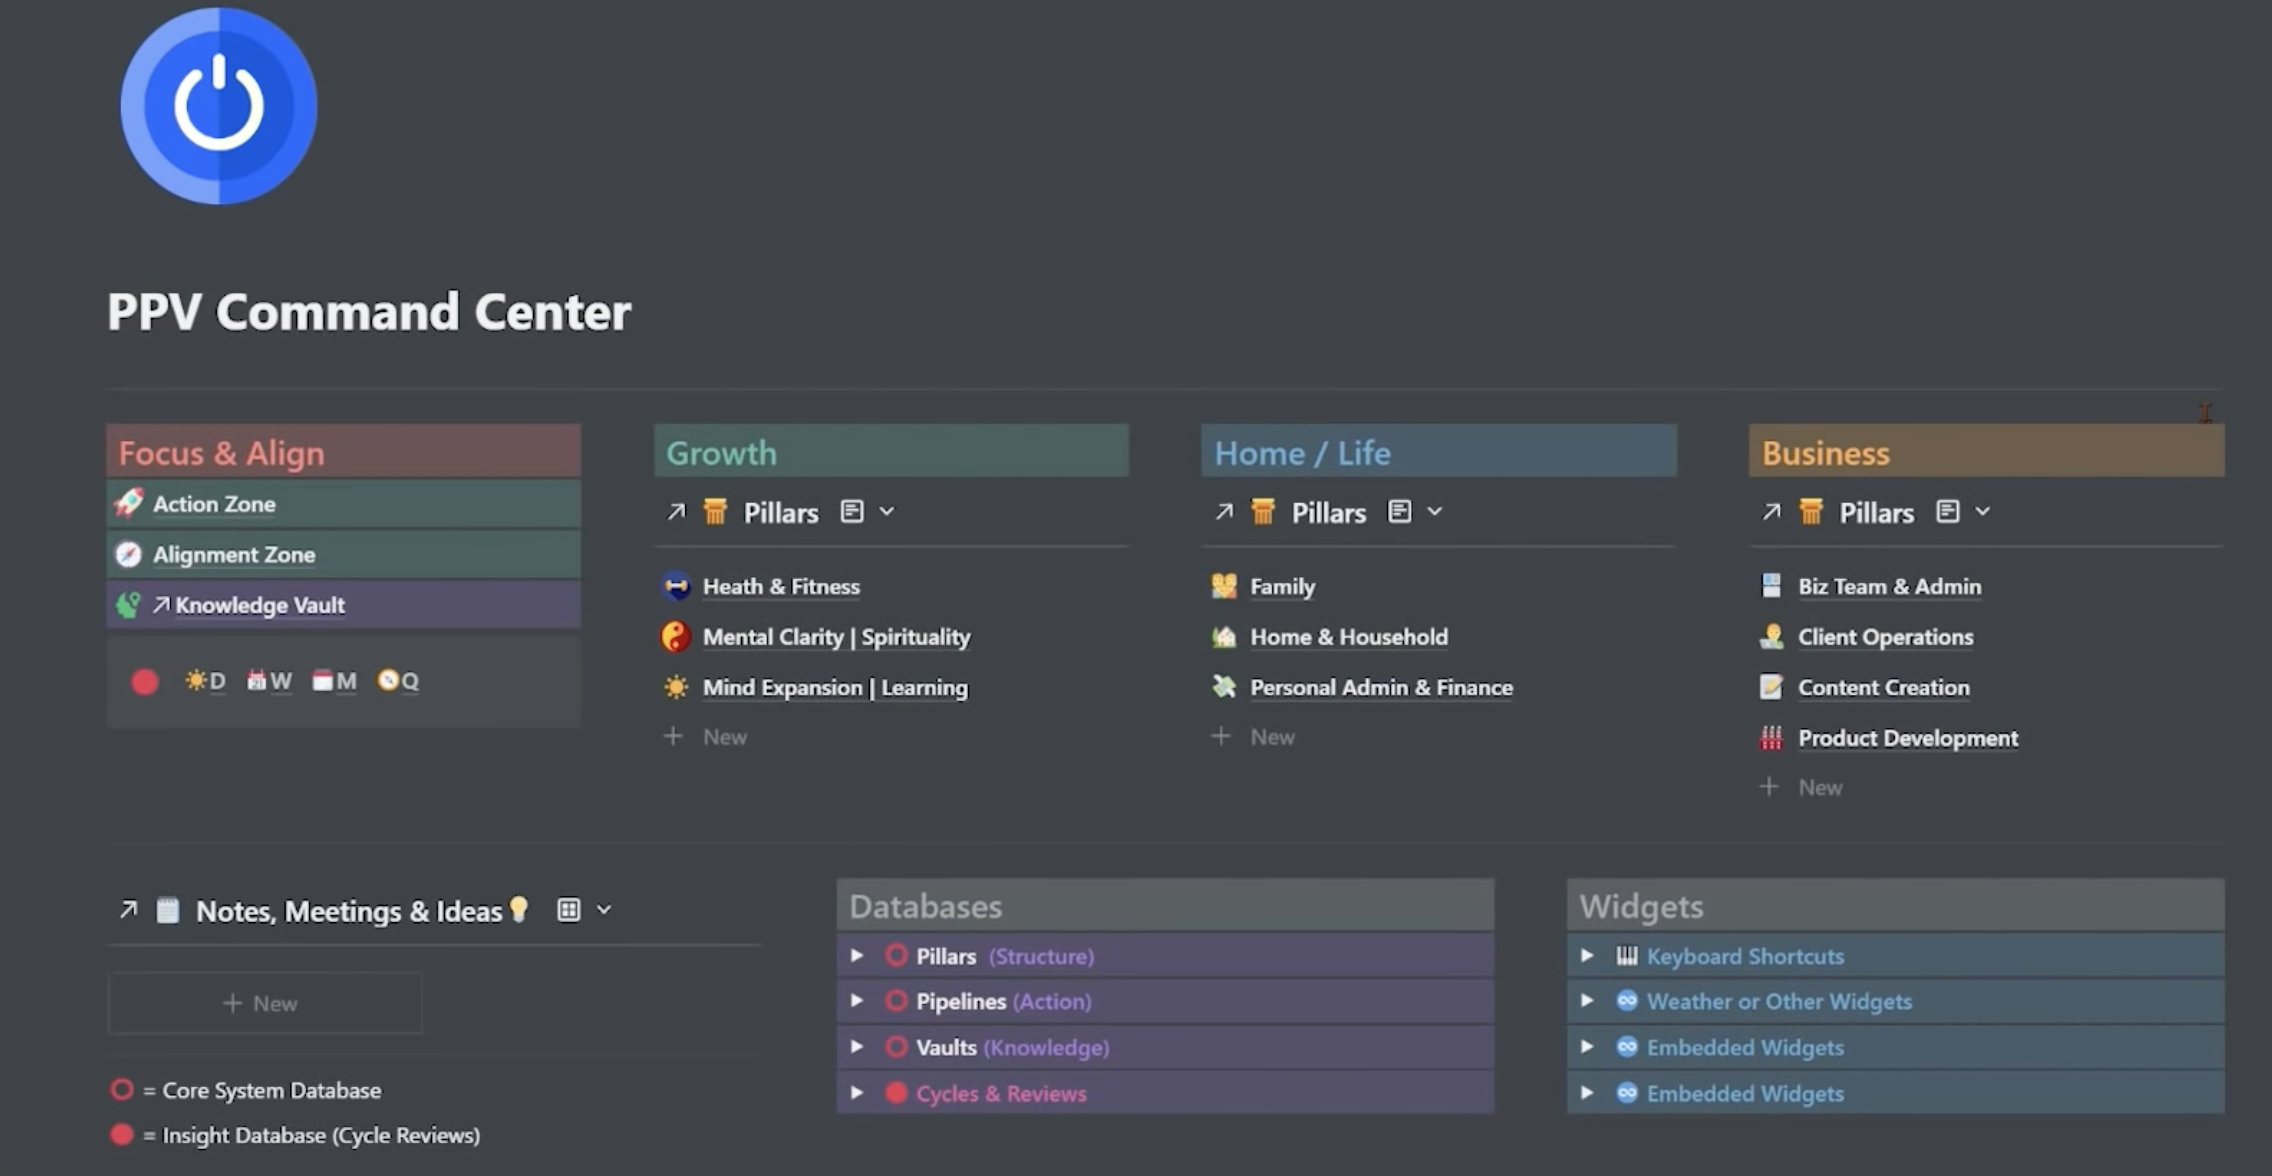 PPV Command Center
Focus & Align
Action Zone
Alignment Zone
Knowledge Vault
D W M Q
Growth
Pillars
Heath & Fitness
Mental Clarity | Spirituality
Mind Expansion | Learning
+ New
Home / Life
Pillars
Family
Home & Household
Personal Admin & Finance
+ New
Business
Pillars
Biz Team & Admin
Client Operations
Content Creation
Product Development
+ New
Notes, Meetings & Ideas
+ New
= Core System Database
= Insight Database (Cycle Reviews)
Databases
Pillars (Structure)
Pipelines (Action)
Vaults (Knowledge)
Cycles & Reviews
Widgets
Keyboard Shortcuts
Weather or Other Widgets
Embedded Widgets
Embedded Widgets